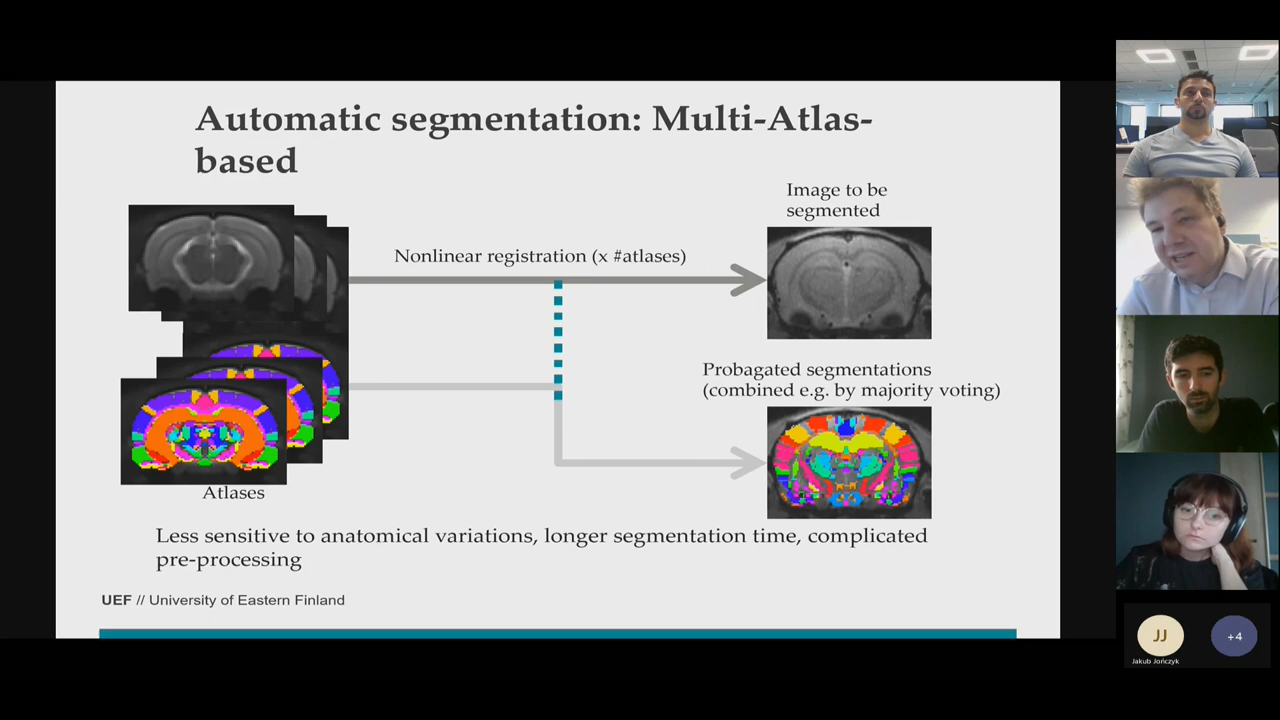 Automatic segmentation: Multi-Atlas-
based
Image to be
segmented
Nonlinear registration (x #atlases)
Probagated segmentations
(combined e.g. by majority voting)
Atlases
Less sensitive to anatomical variations, longer segmentation time, complicated
pre-processing
UEF // University of Eastern Finland
JJ
+4
Jakub Jończyk